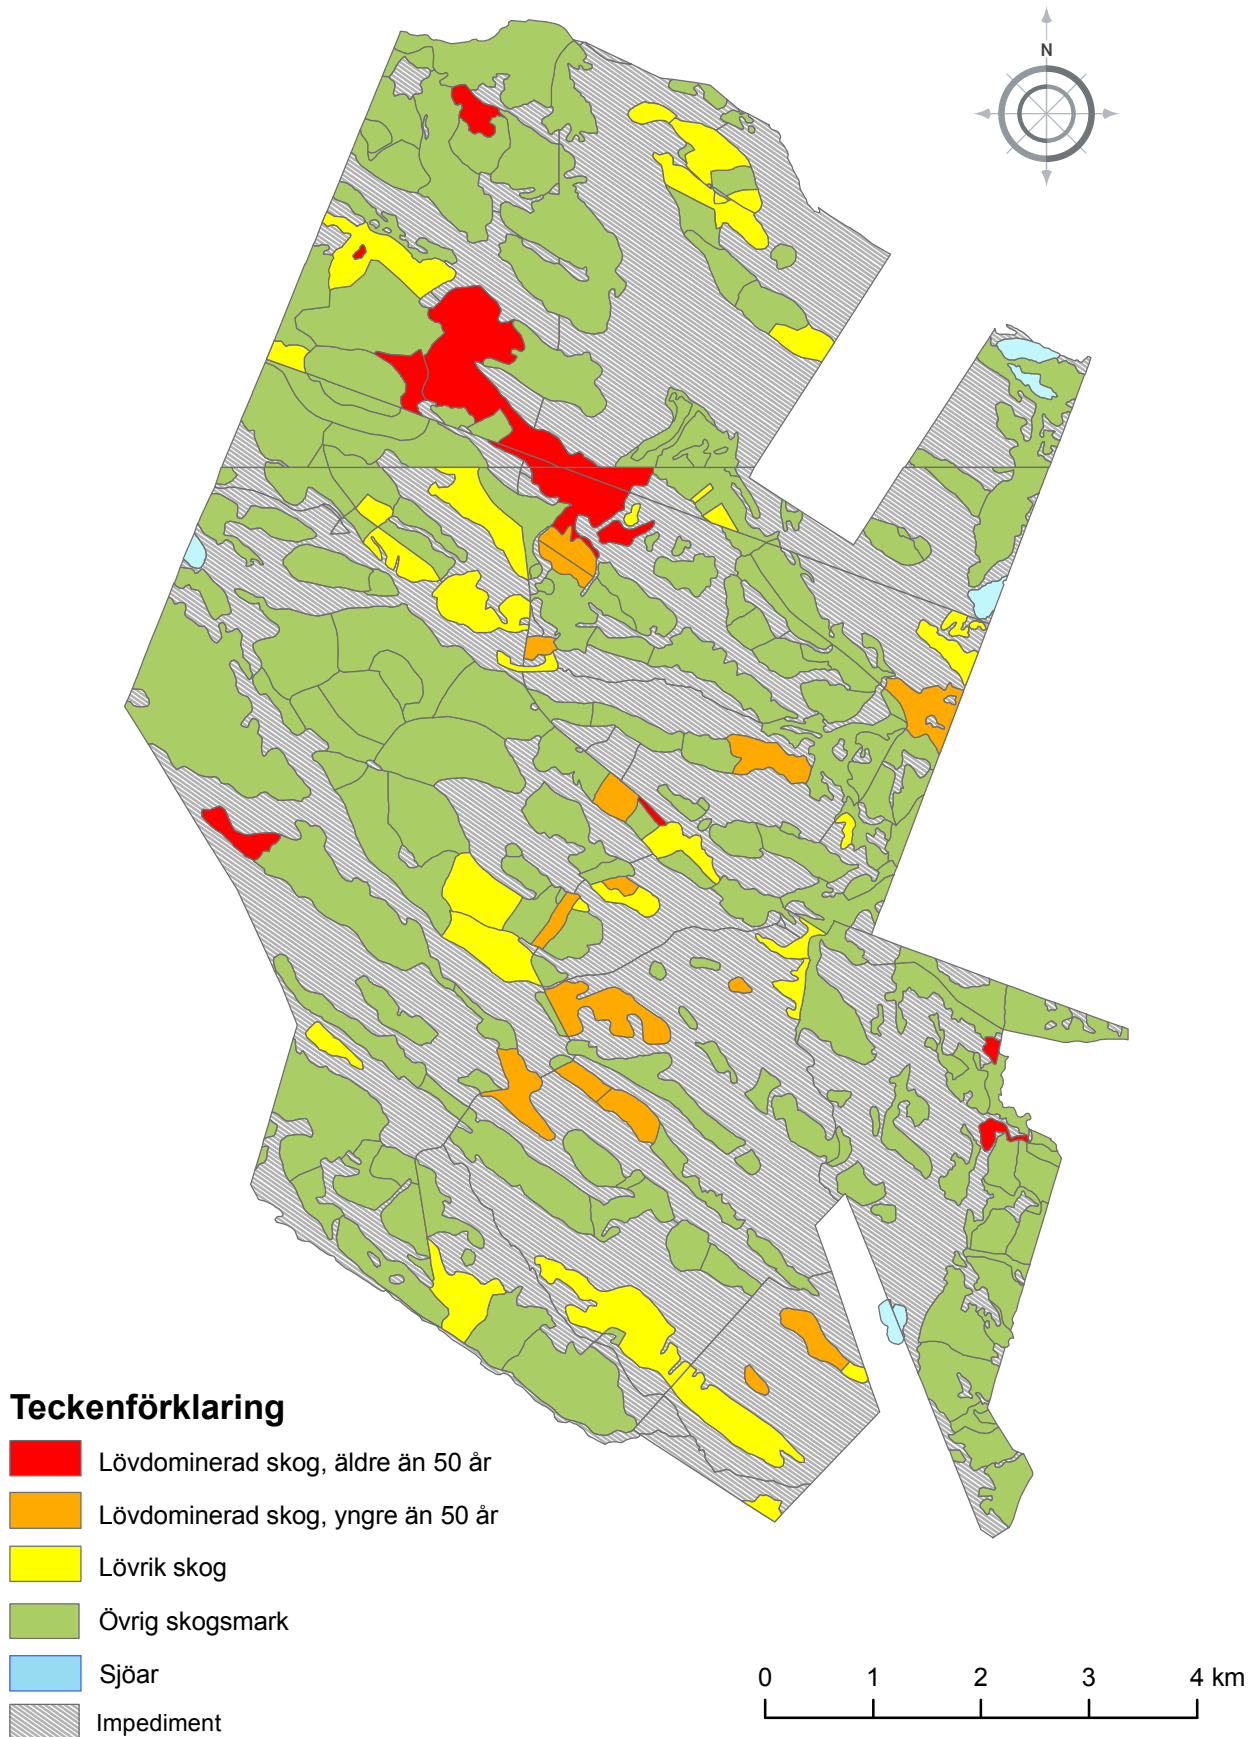 N
Teckenförklaring
Lövdominerad skog, äldre än 50 år
Lövdominerad skog, yngre än 50 år
Lövrik skog
Övrig skogsmark
Sjöar
Impediment
0 1 2 3 4 km